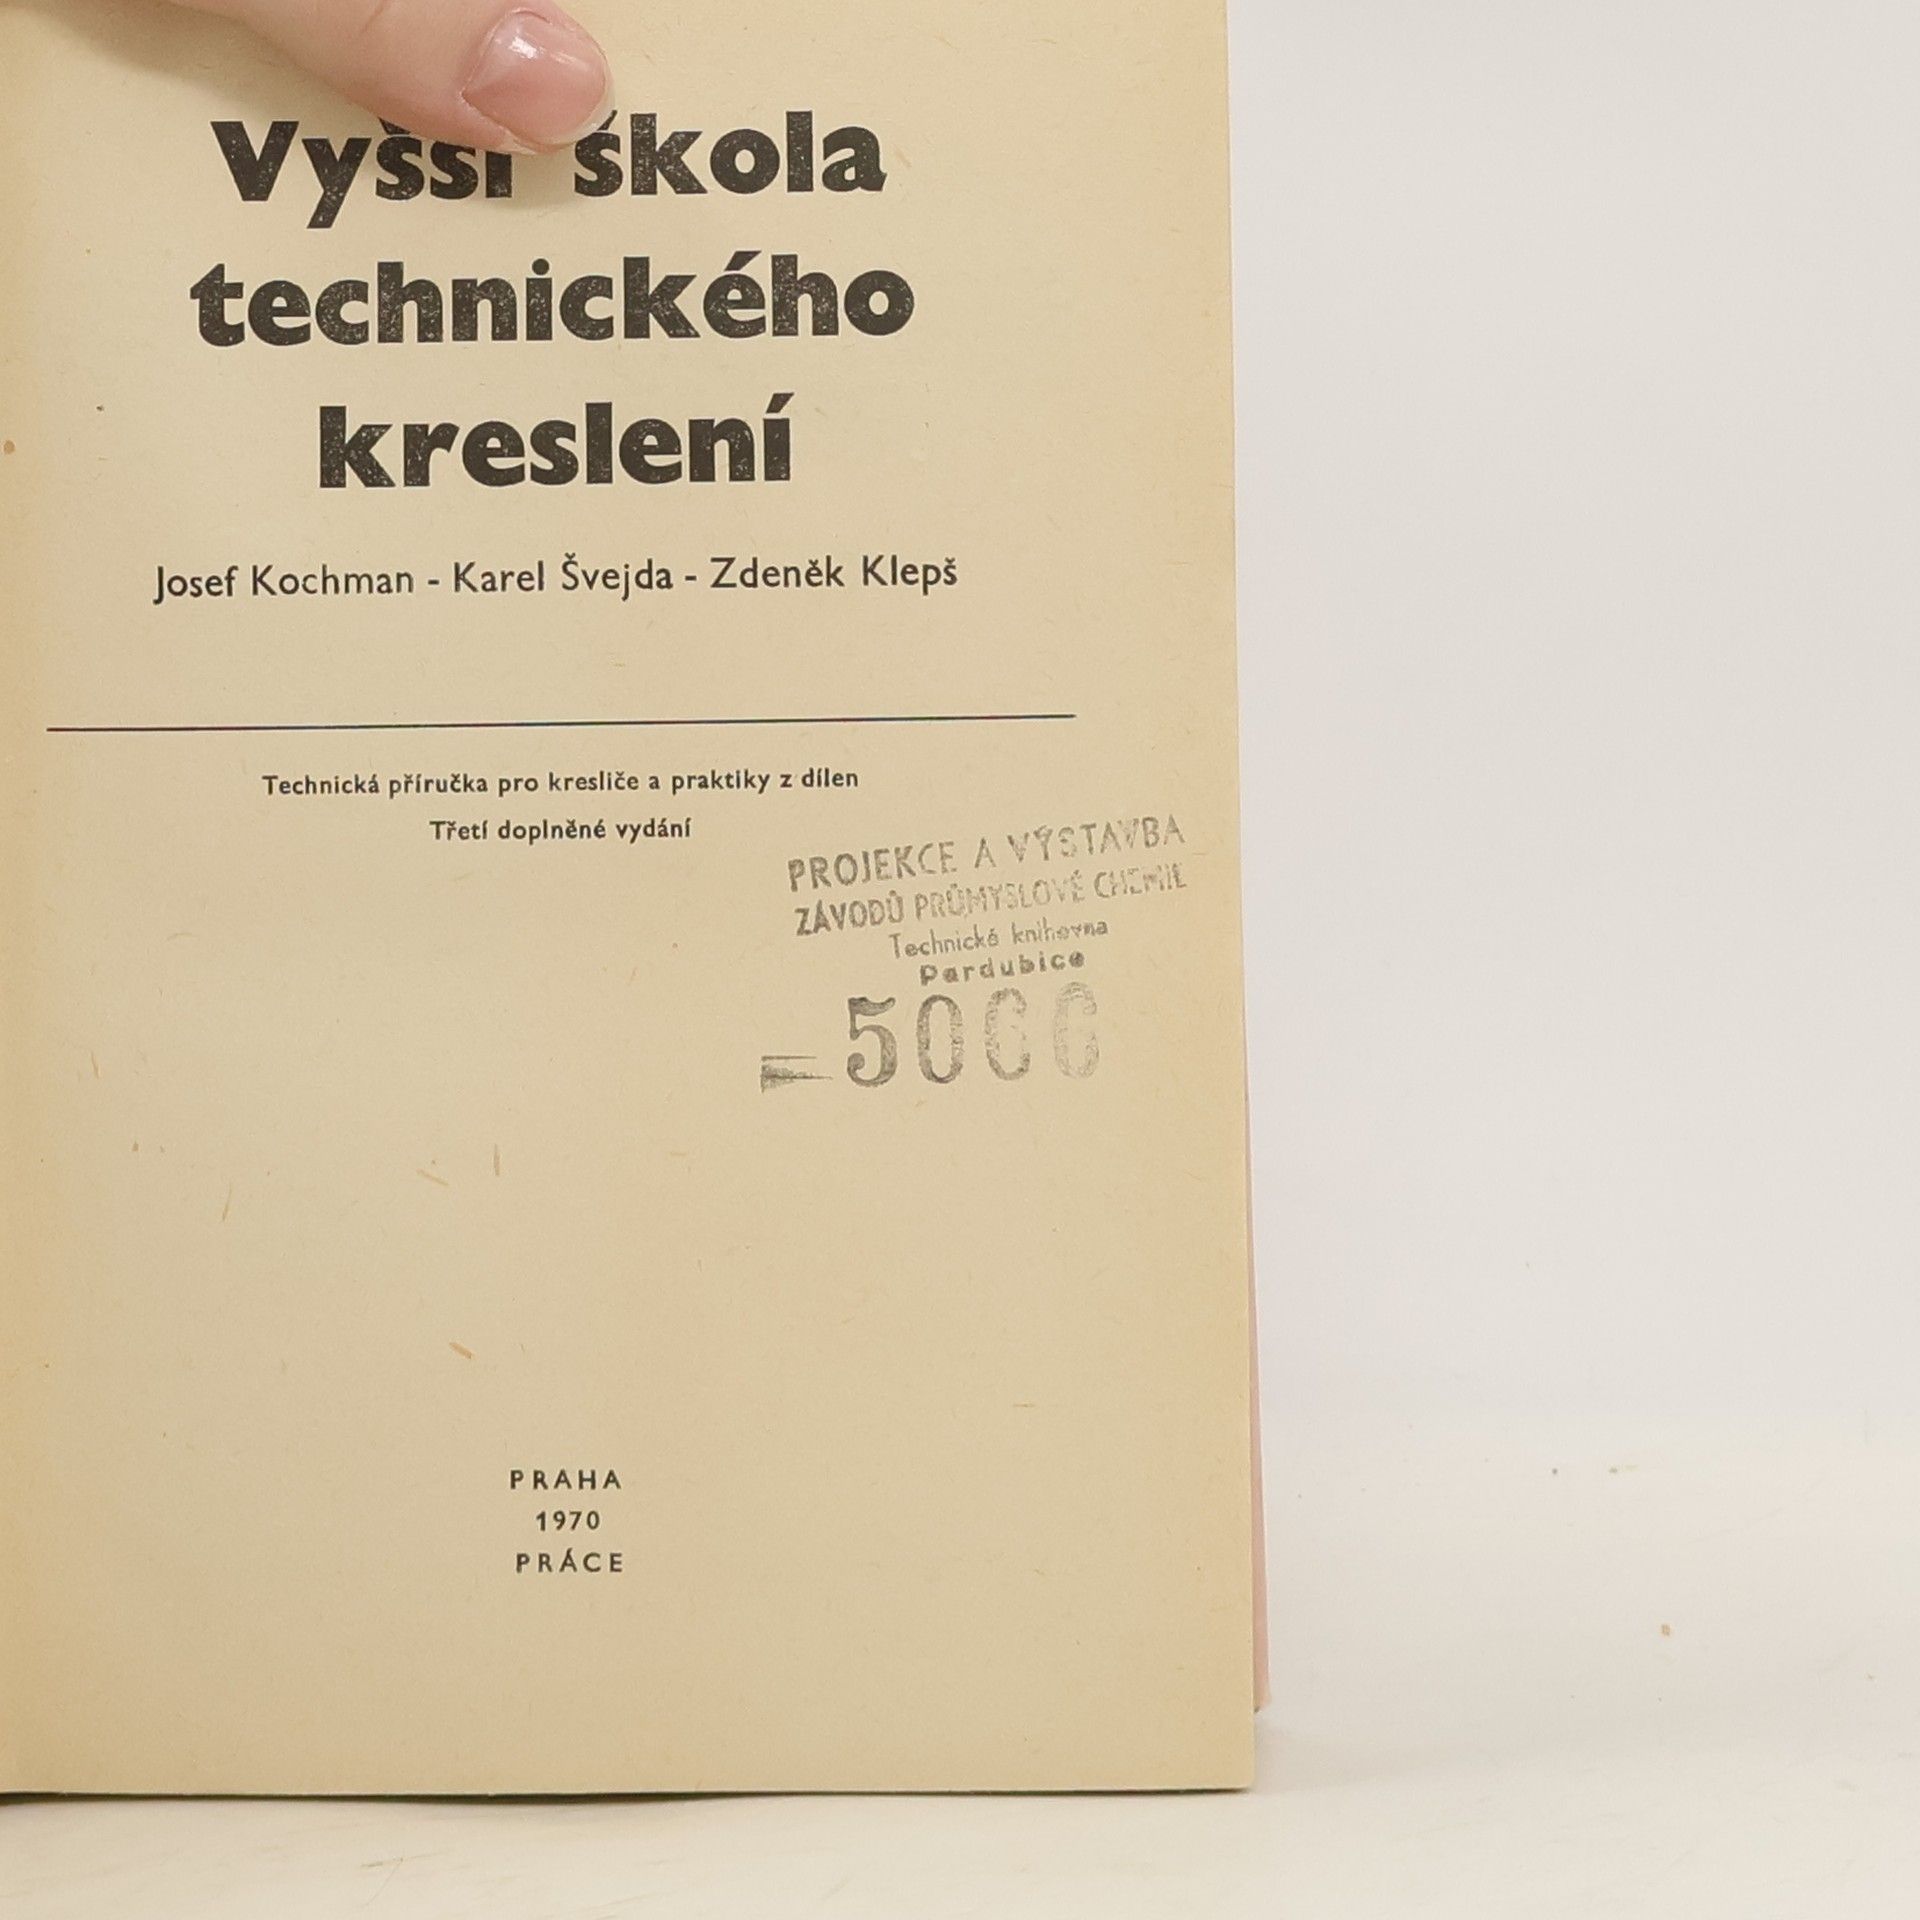 Vyšší škola
technického
kreslení
Josef Kochman - Karel Švejda - Zdeněk Klepš
Technická příručka pro kresliče a praktiky z dílen
Třetí doplněné vydání
PROJEKCE A VÝSTAVBA
ZÁVODŮ PRŮMYSLOVÉ CHEMIE
Technická knihovna
Pardubice
PRAHA
1970
PRÁCE